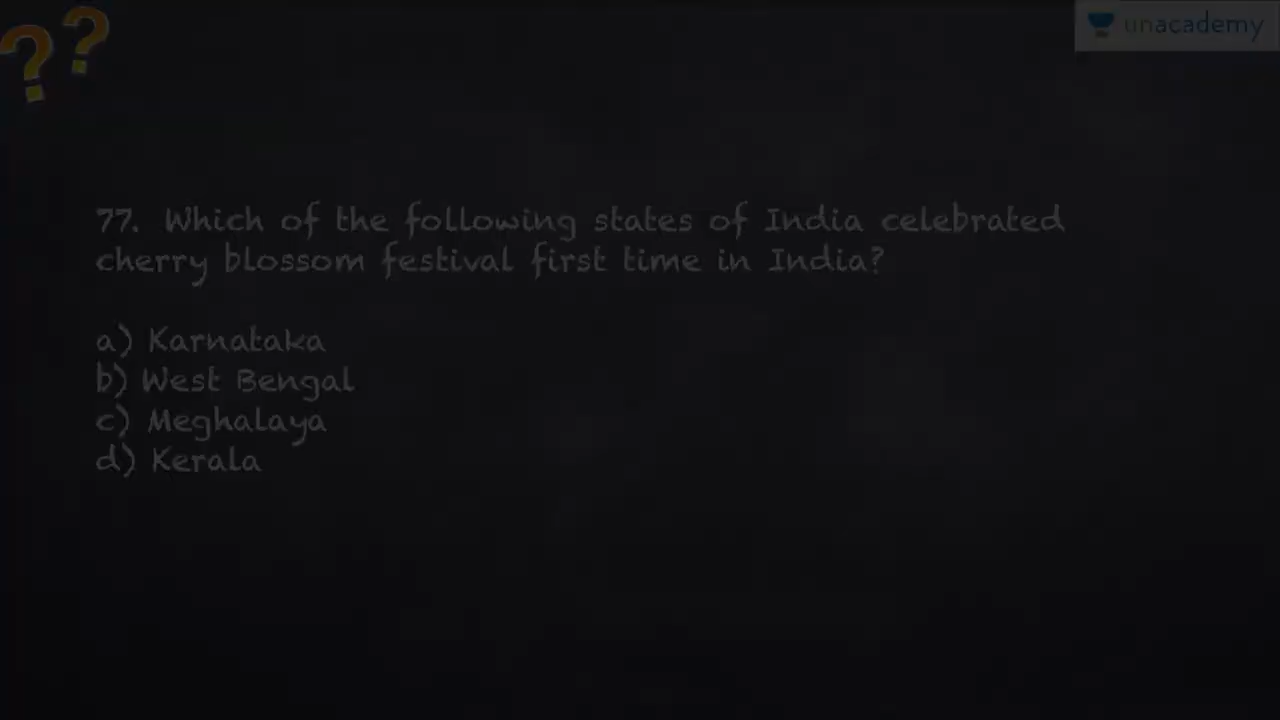 ??
unacademy
77. Which of the following states of India celebrated
cherry blossom festival first time in India?
a) Karnataka
b) West Bengal
c) Meghalaya
d) Kerala